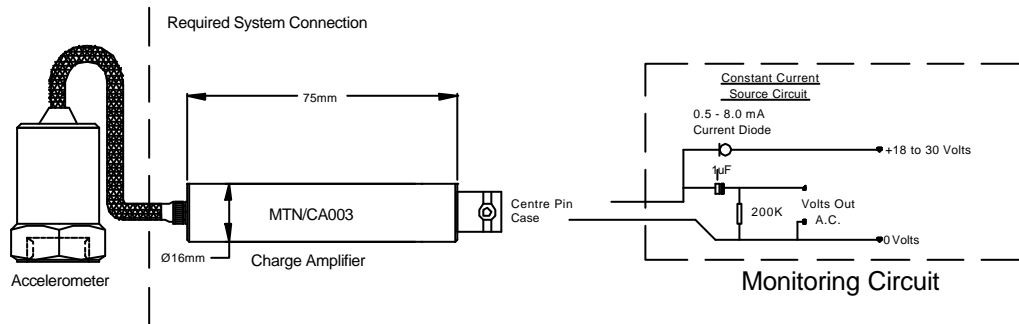 Required System Connection
75mm
MTN/CA003
Ø16mm
Charge Amplifier
Accelerometer
Centre Pin
Case
Constant Current
Source Circuit
0.5 - 8.0 mA
Current Diode
+18 to 30 Volts
1uF
200K
Volts Out
A.C.
0 Volts
Monitoring Circuit